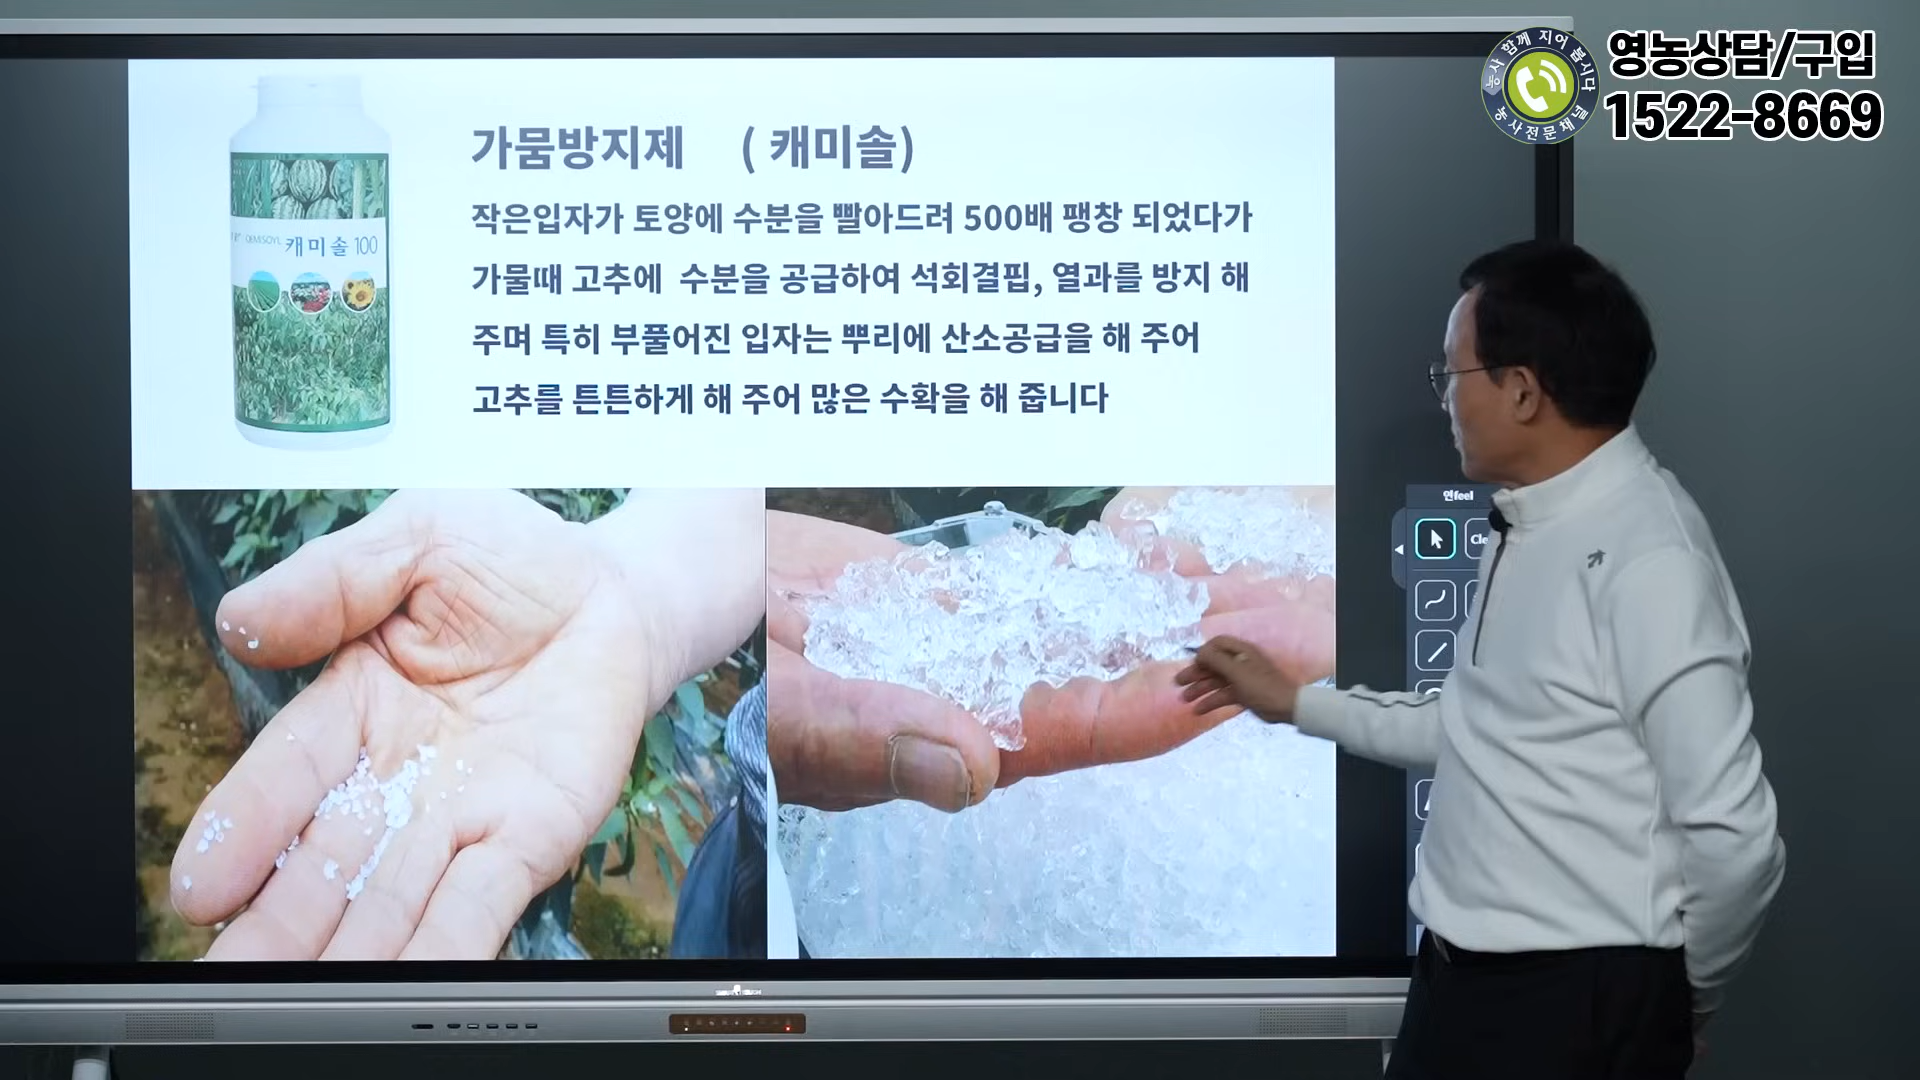 농사 함께 지어 봅시다
농사전문채널
영농상담/구입
1522-8669
가뭄방지제 ( 캐미솔)
작은입자가 토양에 수분을 빨아드려 500배 팽창 되었다가
가물때 고추에 수분을 공급하여 석회결핍, 열과를 방지 해
주며 특히 부풀어진 입자는 뿌리에 산소공급을 해 주어
고추를 튼튼하게 해 주어 많은 수확을 해 줍니다
캐미솔 100
연feel